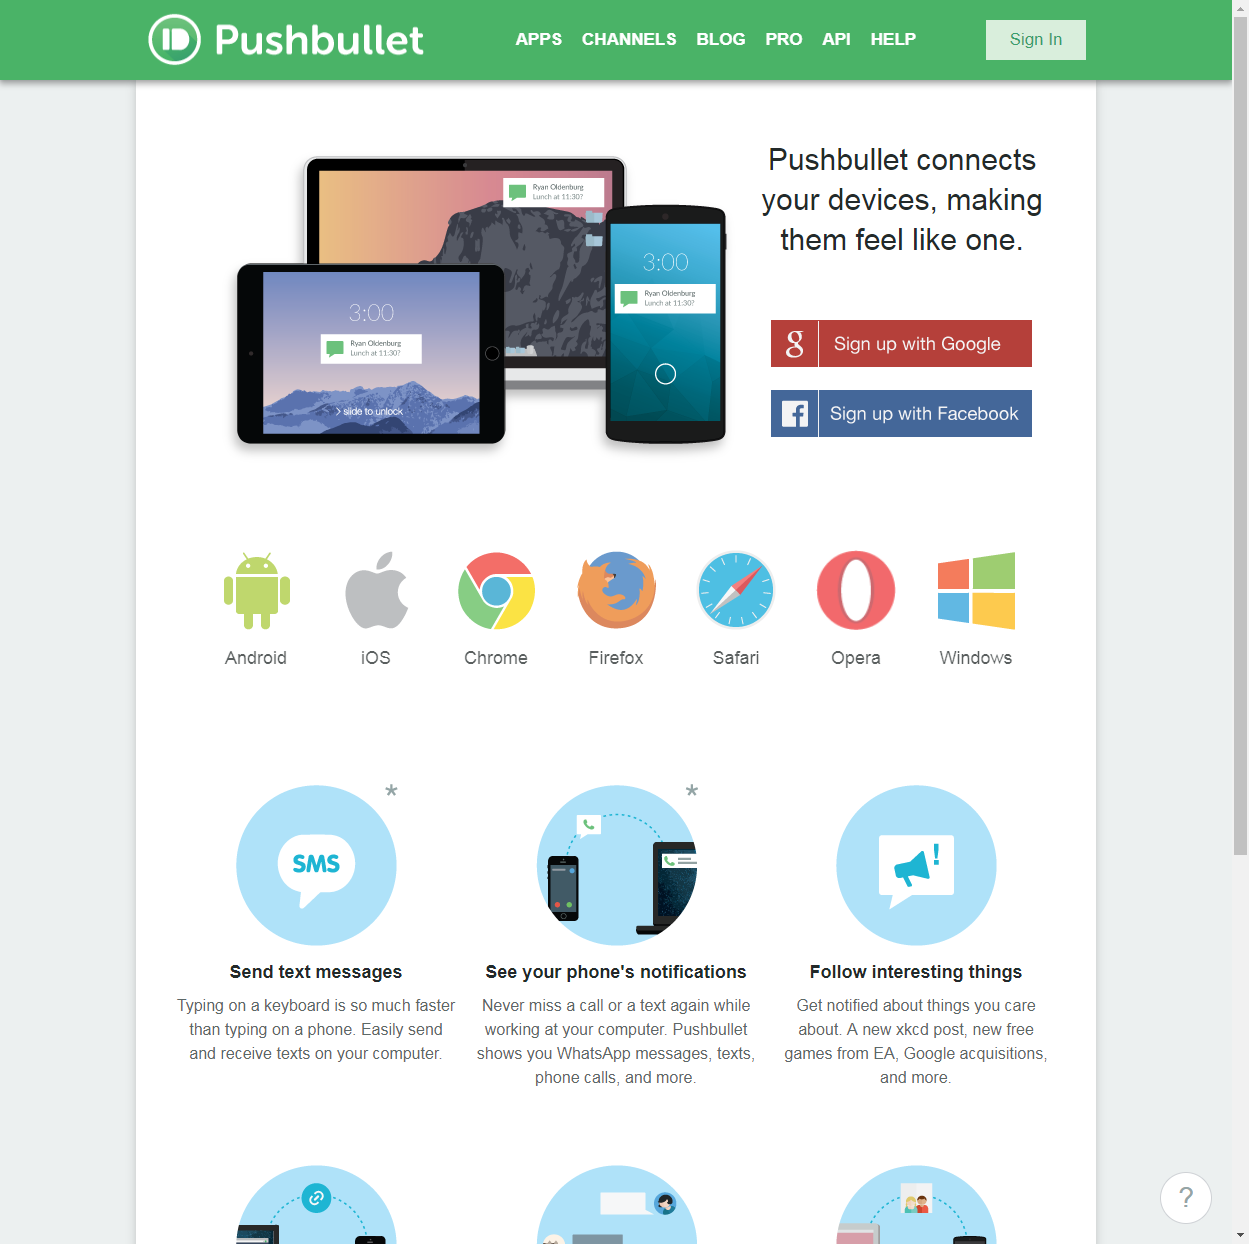 Pushbullet
APPS CHANNELS BLOG PRO API HELP
Sign In
Pushbullet connects
your devices, making
them feel like one.
Ryan Oldenburg
Lunch at 11:30?
3:00
Ryan Oldenburg
Lunch at 11:30?
3:00
Ryan Oldenburg
Lunch at 11:30?
> slide to unlock
g Sign up with Google
f Sign up with Facebook
Android
iOS
Chrome
Firefox
Safari
Opera
Windows
*
SMS
Send text messages
Typing on a keyboard is so much faster
than typing on a phone. Easily send
and receive texts on your computer.
*
See your phone's notifications
Never miss a call or a text again while
working at your computer. Pushbullet
shows you WhatsApp messages, texts,
phone calls, and more.
!
Follow interesting things
Get notified about things you care
about. A new xkcd post, new free
games from EA, Google acquisitions,
and more.
?